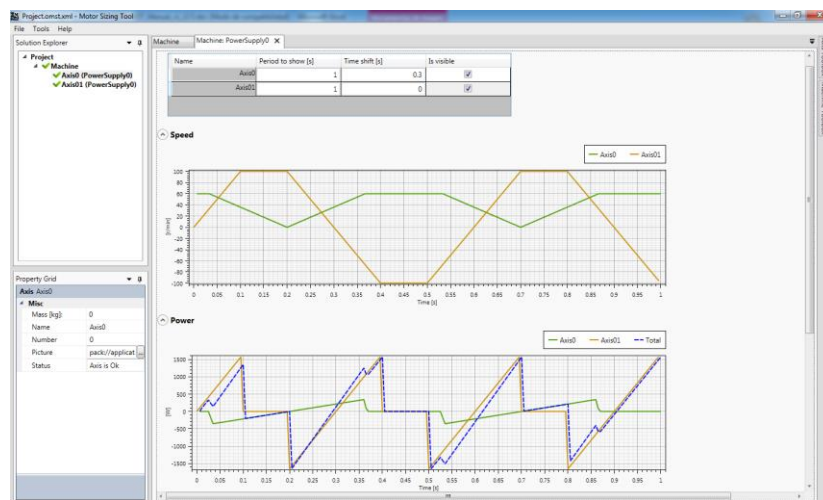 Project.omst.xml - Motor Sizing Tool
File Tools Help
Solution Explorer
Project
Machine
Axis0 (PowerSupply0)
Axis01 (PowerSupply0)
Property Grid
Axis Axis0
Misc
Mass [kg]: 0
Name Axis0
Number 0
Picture pack://applicat ...
Status Axis is Ok
Machine Machine: PowerSupply0
Name Period to show [s] Time shift [s] Is visible
Axis0 1 0.3
Axis01 1 0
Speed
Axis0 Axis01
100
80
60
40
20
0
-20
-40
-60
-80
-100
0 0.05 0.1 0.15 0.2 0.25 0.3 0.35 0.4 0.45 0.5 0.55 0.6 0.65 0.7 0.75 0.8 0.85 0.9 0.95 1
Time [s]
Power
Axis0 Axis01 Total
1500
1000
500
0
-500
-1000
-1500
[W]
0 0.05 0.1 0.15 0.2 0.25 0.3 0.35 0.4 0.45 0.5 0.55 0.6 0.65 0.7 0.75 0.8 0.85 0.9 0.95 1
Time [s]